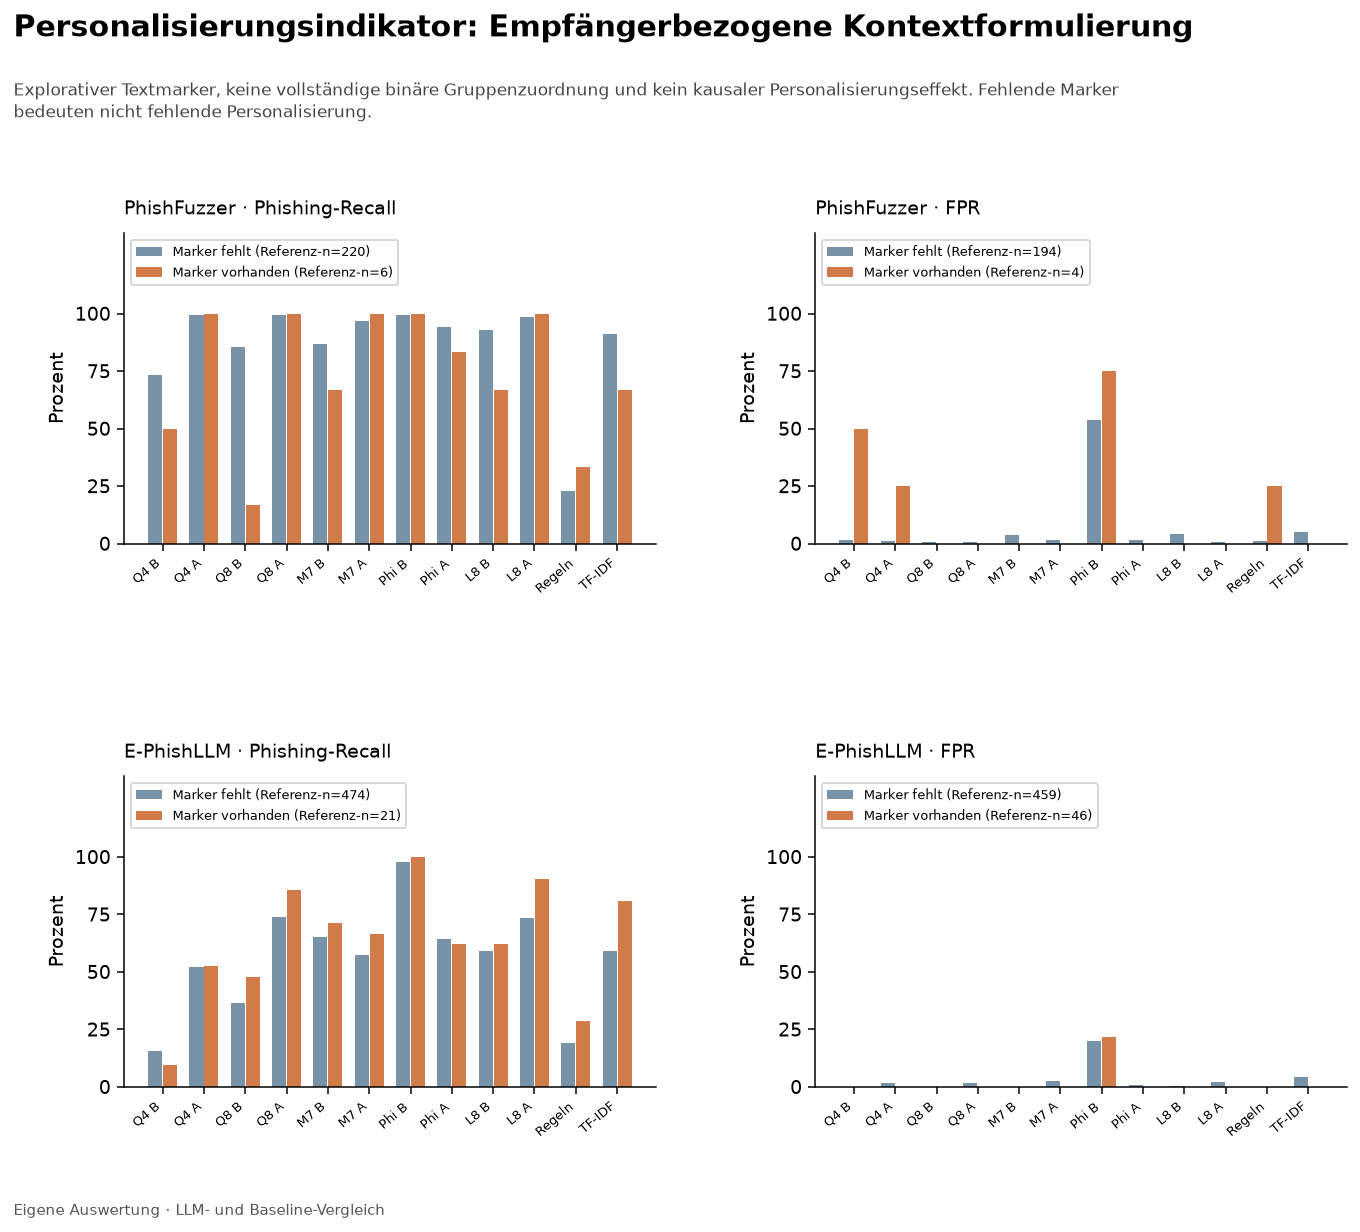 Personalisierungsindikator: Empfängerbezogene Kontextformulierung
Explorativer Textmarker, keine vollständige binäre Gruppenzuordnung und kein kausaler Personalisierungseffekt. Fehlende Marker
bedeuten nicht fehlende Personalisierung.
PhishFuzzer · Phishing-Recall
Marker fehlt (Referenz-n=220)
Marker vorhanden (Referenz-n=6)
Prozent
100
75
50
25
0
Q4 B
Q4 A
Q8 B
Q8 A
M7 B
M7 A
Phi B
Phi A
L8 B
L8 A
Regeln
TF-IDF
PhishFuzzer · FPR
Marker fehlt (Referenz-n=194)
Marker vorhanden (Referenz-n=4)
Prozent
100
75
50
25
0
Q4 B
Q4 A
Q8 B
Q8 A
M7 B
M7 A
Phi B
Phi A
L8 B
L8 A
Regeln
TF-IDF
E-PhishLLM · Phishing-Recall
Marker fehlt (Referenz-n=474)
Marker vorhanden (Referenz-n=21)
Prozent
100
75
50
25
0
Q4 B
Q4 A
Q8 B
Q8 A
M7 B
M7 A
Phi B
Phi A
L8 B
L8 A
Regeln
TF-IDF
E-PhishLLM · FPR
Marker fehlt (Referenz-n=459)
Marker vorhanden (Referenz-n=46)
Prozent
100
75
50
25
0
Q4 B
Q4 A
Q8 B
Q8 A
M7 B
M7 A
Phi B
Phi A
L8 B
L8 A
Regeln
TF-IDF
Eigene Auswertung · LLM- und Baseline-Vergleich